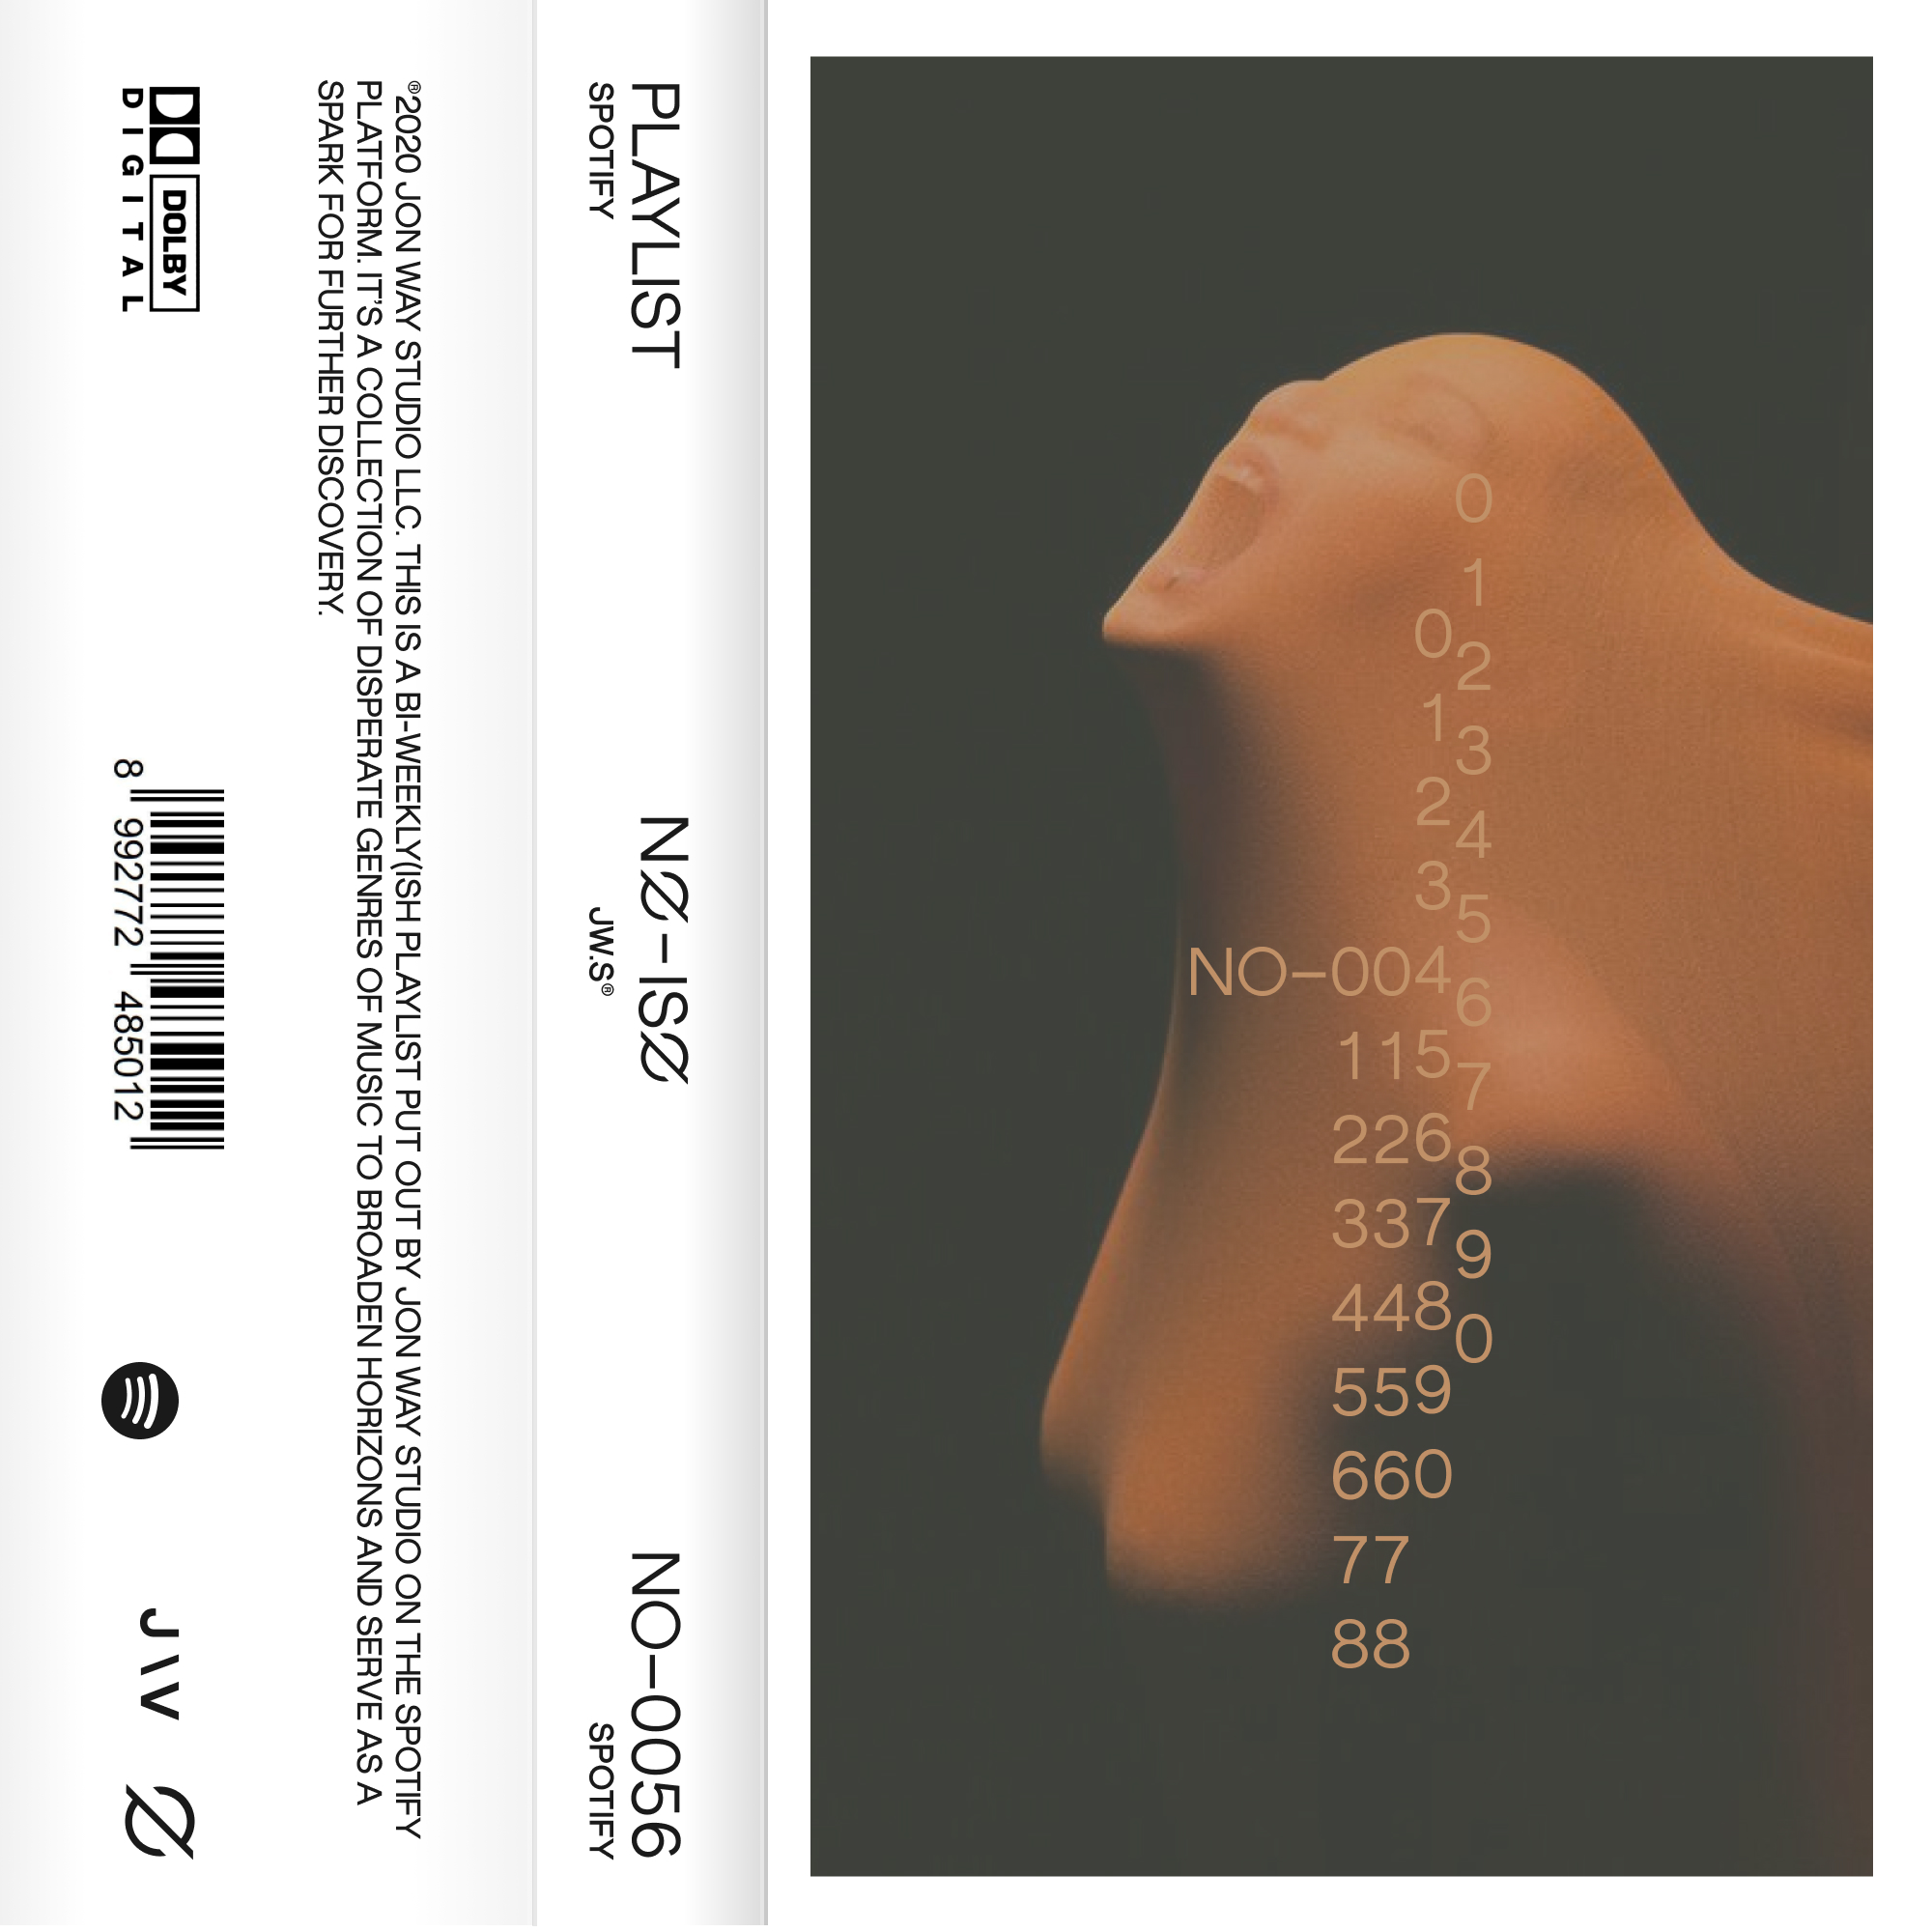 DOLBY
DIGITAL
®2020 JON WAY STUDIO LLC. THIS IS A BI-WEEKLY(ISH PLAYLIST PUT OUT BY JON WAY STUDIO ON THE SPOTIFY
PLATFORM. IT'S A COLLECTION OF DISPERATE GENRES OF MUSIC TO BROADEN HORIZONS AND SERVE AS A
SPARK FOR FURTHER DISCOVERY.
8 992772 485012
JW Ø
PLAYLIST
SPOTIFY
NØ–ISØ
JW.S®
NO–0056
SPOTIFY
0
1
0
2
1
3
2
4
3
5
NO–004
6
115
7
226
8
337
9
448
0
559
660
77
88